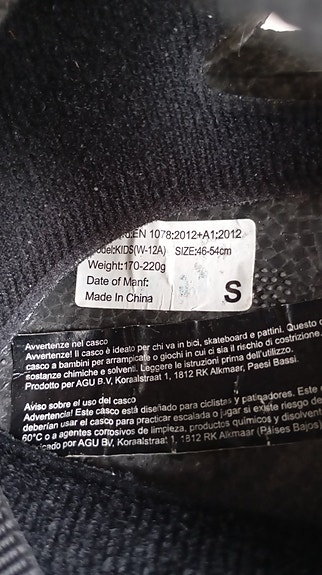 EN 1078:2012+A1:2012
KIDS(W-12A) SIZE:46-54cm
Weight:170-220g
Date of Manf:
Made In China
S
Avvertenze nel casco
Avvertenze! Il casco è ideato per chi va in bici, skateboard e pattini. Questo
casco a bambini per arrampicate o giochi in cui ci sia il rischio di costrizione.
sostanze chimiche e solventi. Leggere le istruzioni prima dell'utilizzo.
Prodotto per AGU BV, Koraalstraat 1, 1812 RK Alkmaar, Paesi Bassi.
Aviso sobre el uso del casco
Advertencia! Este casco está diseñado para ciclistas y patinadores. Este
deberían usar el casco para practicar escalada o jugar si existe riesgo de
60°C o a agentes corrosivos de limpieza, productos químicos y disolventes
por AGU BV, Koraalstraat 1, 1812 RK Alkmaar (Países Bajos)